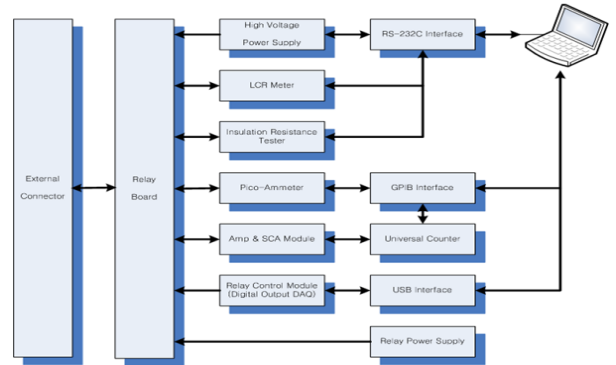 External
Connector
Relay
Board
High Voltage
Power Supply
RS-232C Interface
LCR Meter
Insulation Resistance
Tester
Pico-Ammeter
GPIB Interface
Amp & SCA Module
Universal Counter
Relay Control Module
(Digital Output DAQ)
USB Interface
Relay Power Supply